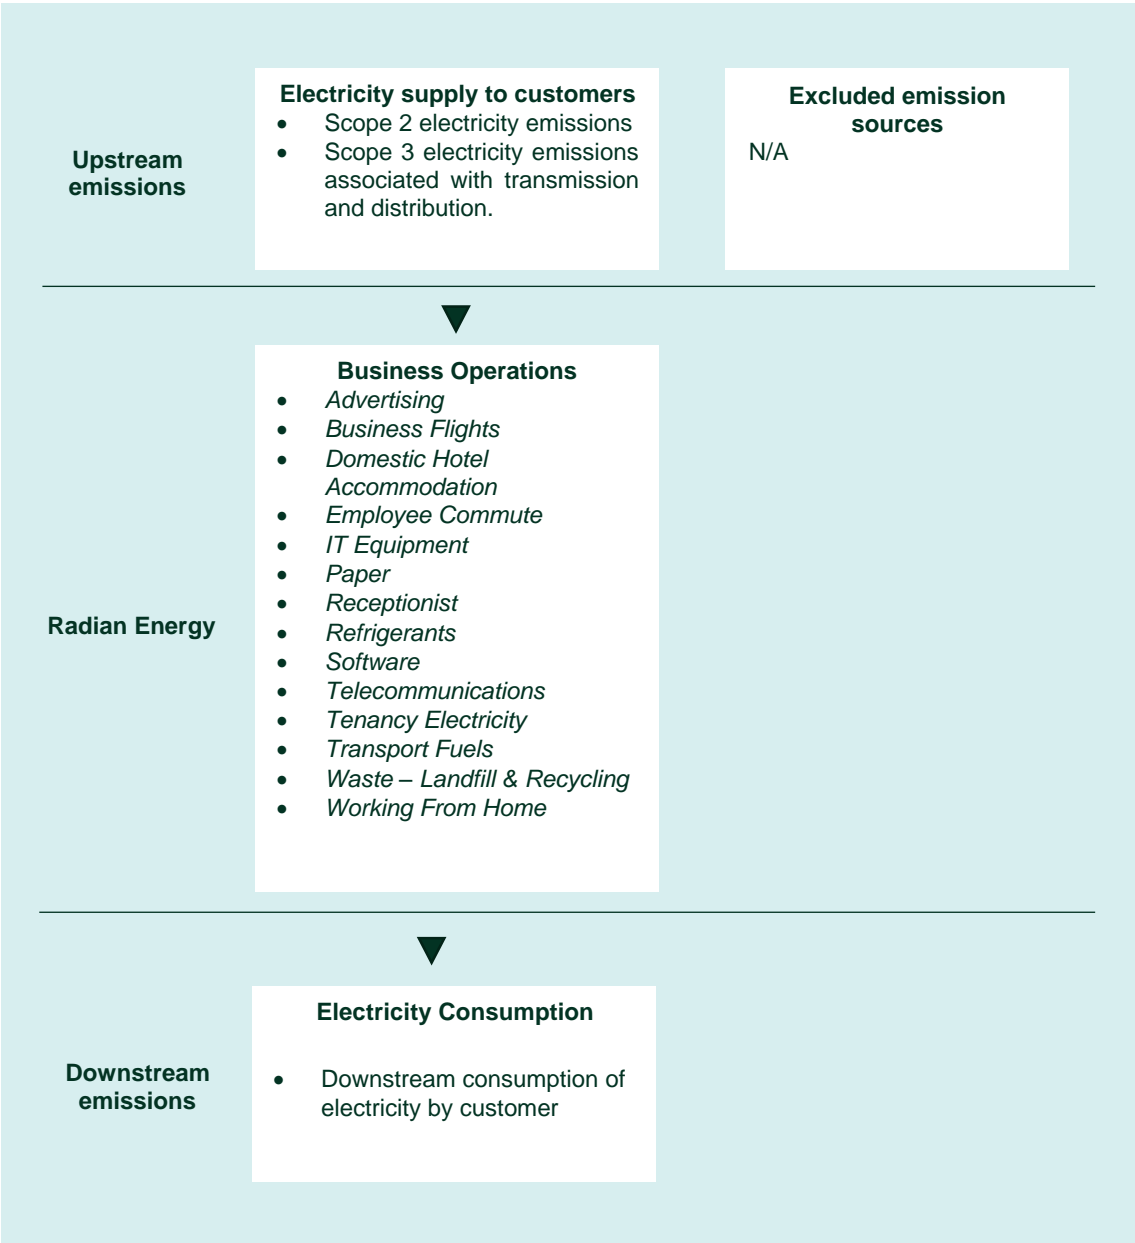 Upstream
emissions
Electricity supply to customers
• Scope 2 electricity emissions
• Scope 3 electricity emissions
associated with transmission
and distribution.
Excluded emission
sources
N/A
Radian Energy
Business Operations
• Advertising
• Business Flights
• Domestic Hotel
Accommodation
• Employee Commute
• IT Equipment
• Paper
• Receptionist
• Refrigerants
• Software
• Telecommunications
• Tenancy Electricity
• Transport Fuels
• Waste – Landfill & Recycling
• Working From Home
Downstream
emissions
Electricity Consumption
• Downstream consumption of
electricity by customer